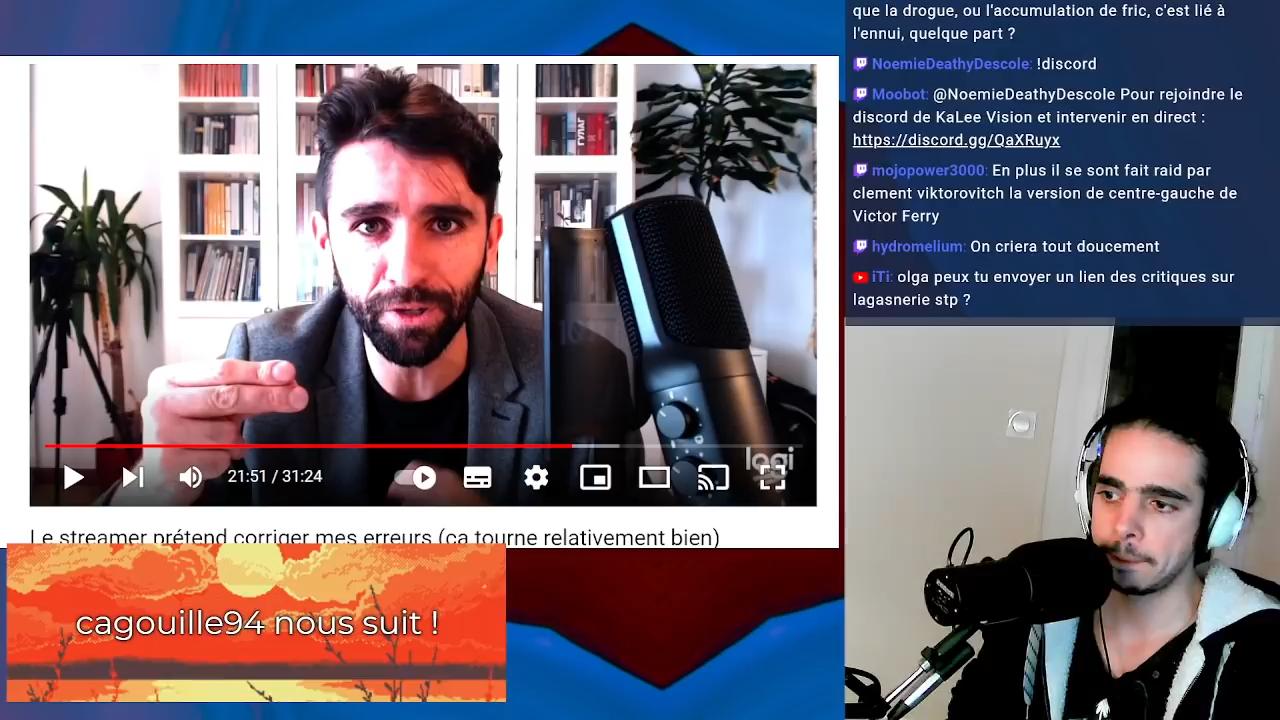 ГУЛАГ
logi
21:51 / 31:24
Le streamer prétend corriger mes erreurs (ça tourne relativement bien)
cagouille94 nous suit !
que la drogue, ou l'accumulation de fric, c'est lié à
l'ennui, quelque part ?
NoemieDeathyDescole: !discord
Moobot: @NoemieDeathyDescole Pour rejoindre le
discord de KaLee Vision et intervenir en direct :
https://discord.gg/QaXRuyx
mojopower3000: En plus il se sont fait raid par
clement viktorovitch la version de centre-gauche de
Victor Ferry
hydromelium: On criera tout doucement
iTi: olga peux tu envoyer un lien des critiques sur
lagasnerie stp ?